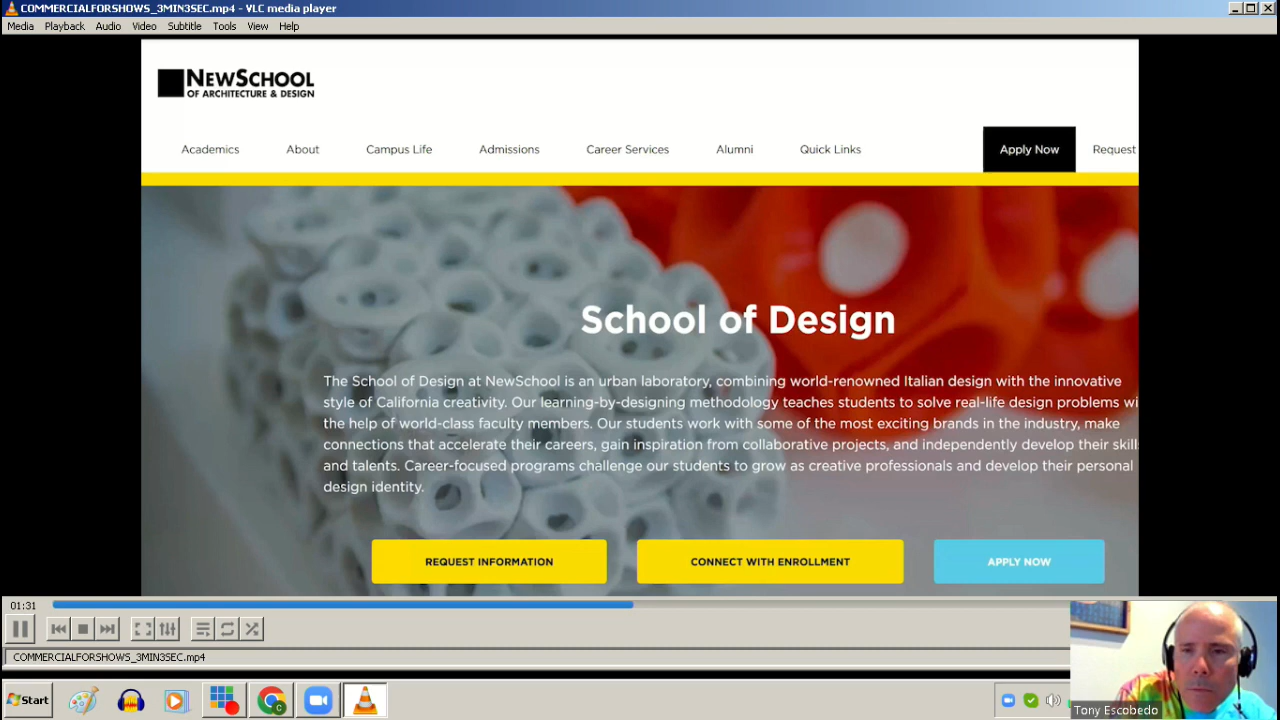 COMMERCIALFORSHOWS_3MIN3SEC.mp4 - VLC media player
Media Playback Audio Video Subtitle Tools View Help
NEWSCHOOL
OF ARCHITECTURE & DESIGN
Academics About Campus Life Admissions Career Services Alumni Quick Links Apply Now Request
School of Design
The School of Design at NewSchool is an urban laboratory, combining world-renowned Italian design with the innovative
style of California creativity. Our learning-by-designing methodology teaches students to solve real-life design problems wi
the help of world-class faculty members. Our students work with some of the most exciting brands in the industry, make
connections that accelerate their careers, gain inspiration from collaborative projects, and independently develop their skills
and talents. Career-focused programs challenge our students to grow as creative professionals and develop their personal
design identity.
REQUEST INFORMATION CONNECT WITH ENROLLMENT APPLY NOW
01:31
COMMERCIALFORSHOWS_3MIN3SEC.mp4
Start
Tony Escobedo